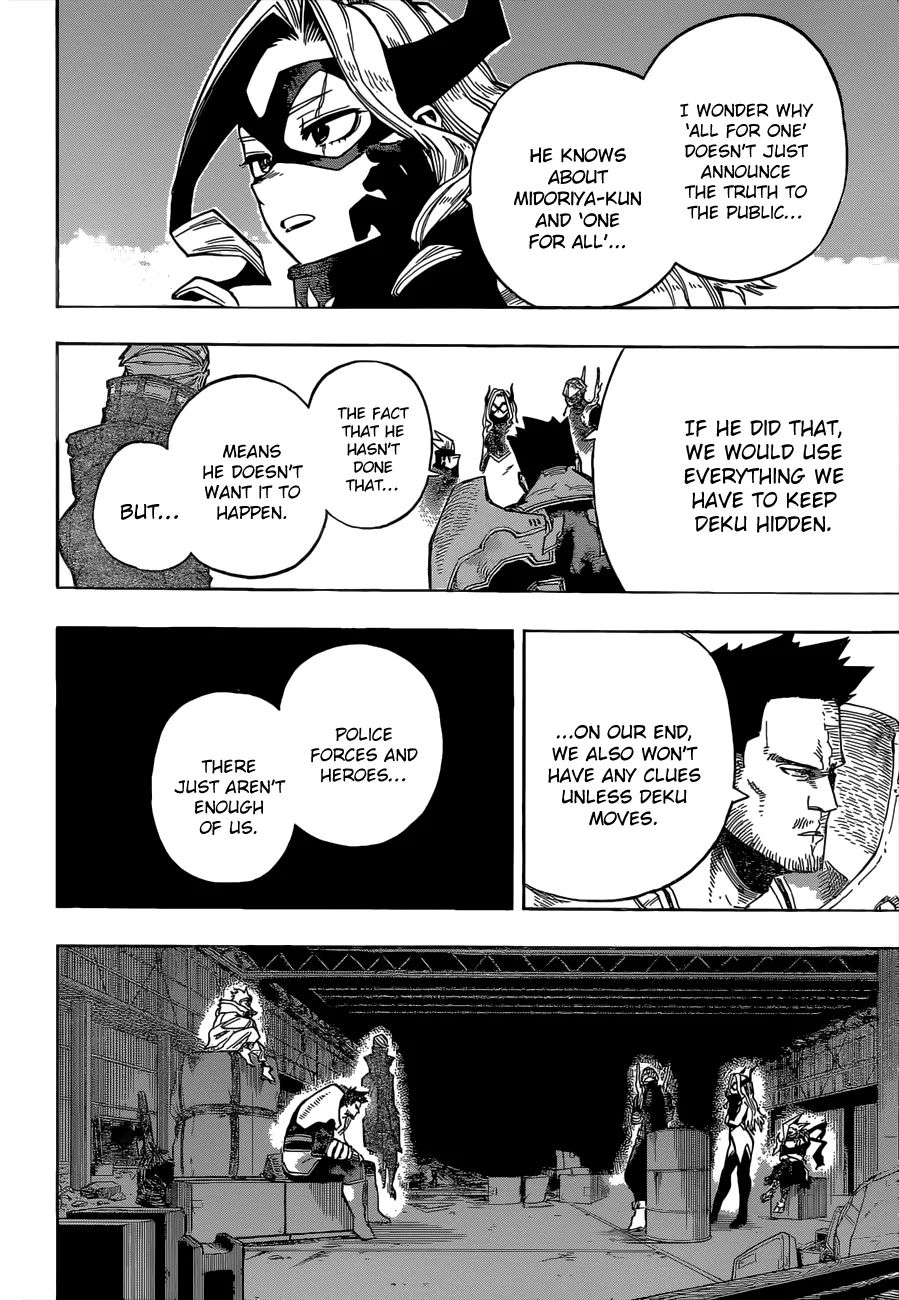 I WONDER WHY
'ALL FOR ONE'
DOESN'T JUST
ANNOUNCE
THE TRUTH TO
THE PUBLIC...
HE KNOWS
ABOUT
MIDORIYA-KUN
AND 'ONE
FOR ALL'...
IF HE DID THAT,
WE WOULD USE
EVERYTHING WE
HAVE TO KEEP
DEKU HIDDEN.
THE FACT
THAT HE
HASN'T
DONE
THAT...
MEANS
HE DOESN'T
WANT IT TO
HAPPEN.
BUT...
...ON OUR END,
WE ALSO WON'T
HAVE ANY CLUES
UNLESS DEKU
MOVES.
POLICE
FORCES AND
HEROES...
THERE
JUST AREN'T
ENOUGH
OF US.